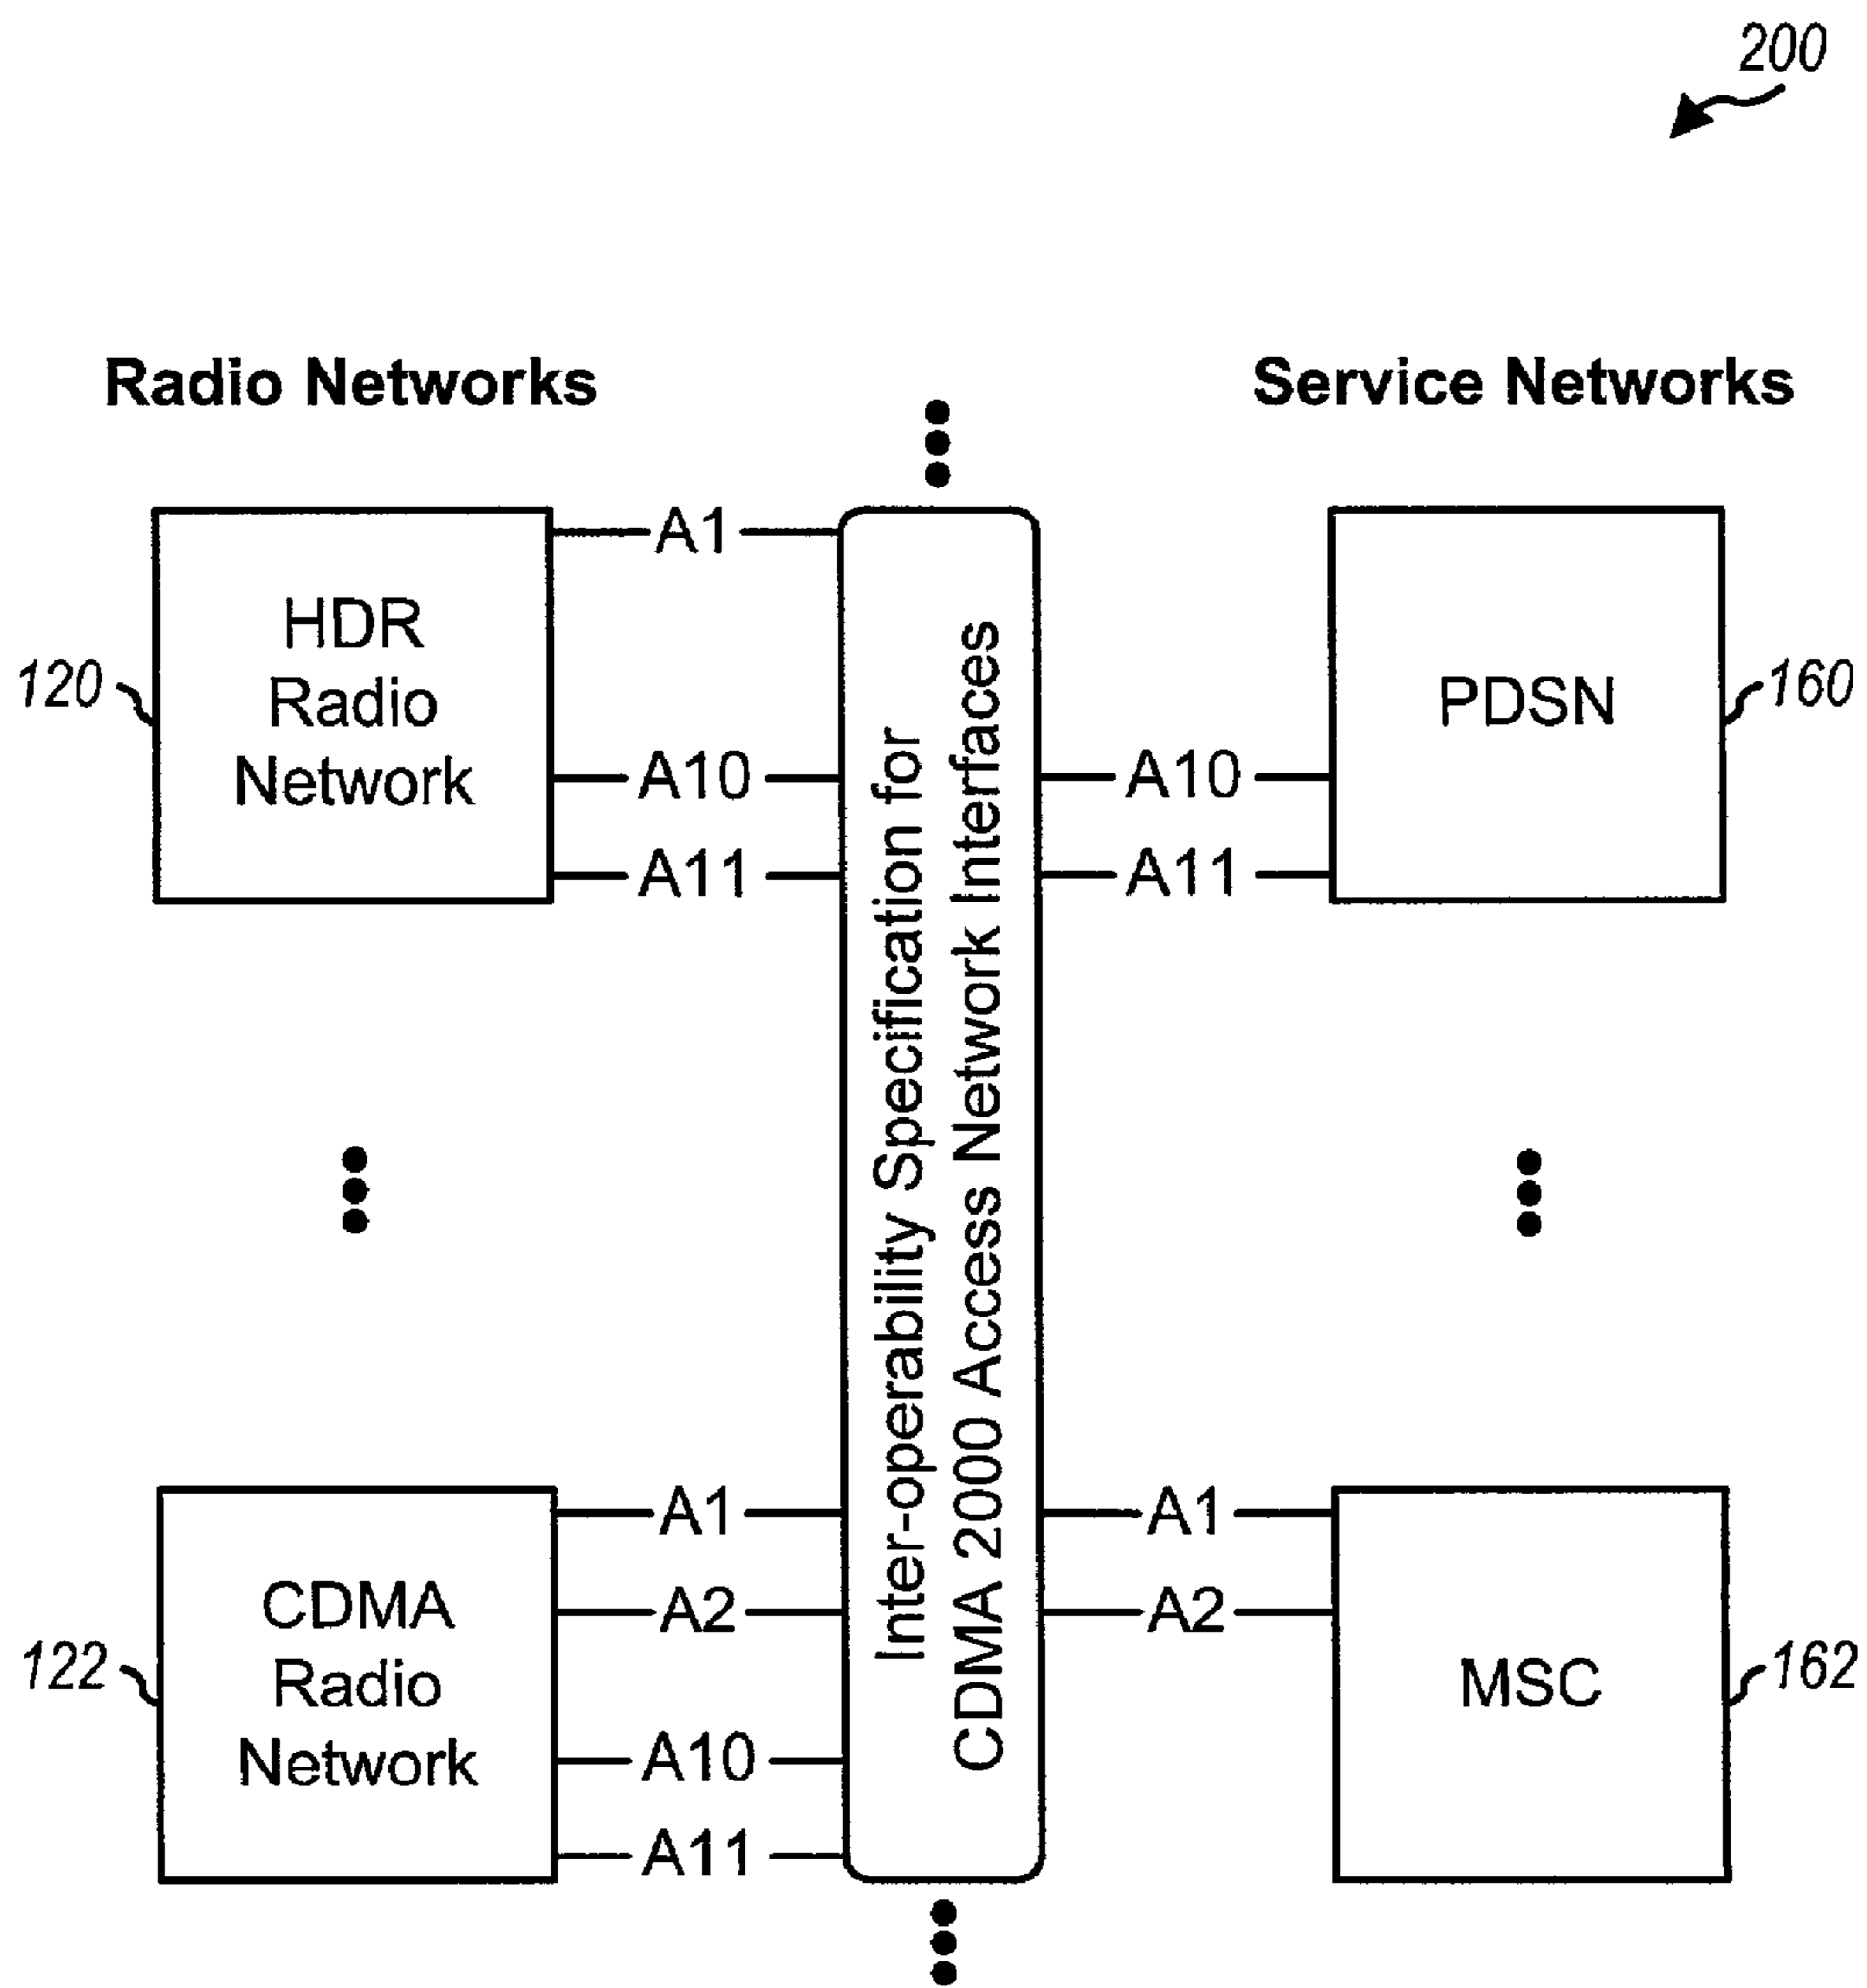 200
Radio Networks
Service Networks
HDR
Radio
Network
120
A1
A10
A11
Inter-operability Specification for
CDMA 2000 Access Network Interfaces
A10
A11
PDSN
160
CDMA
Radio
Network
122
A1
A2
A10
A11
A1
A2
MSC
162